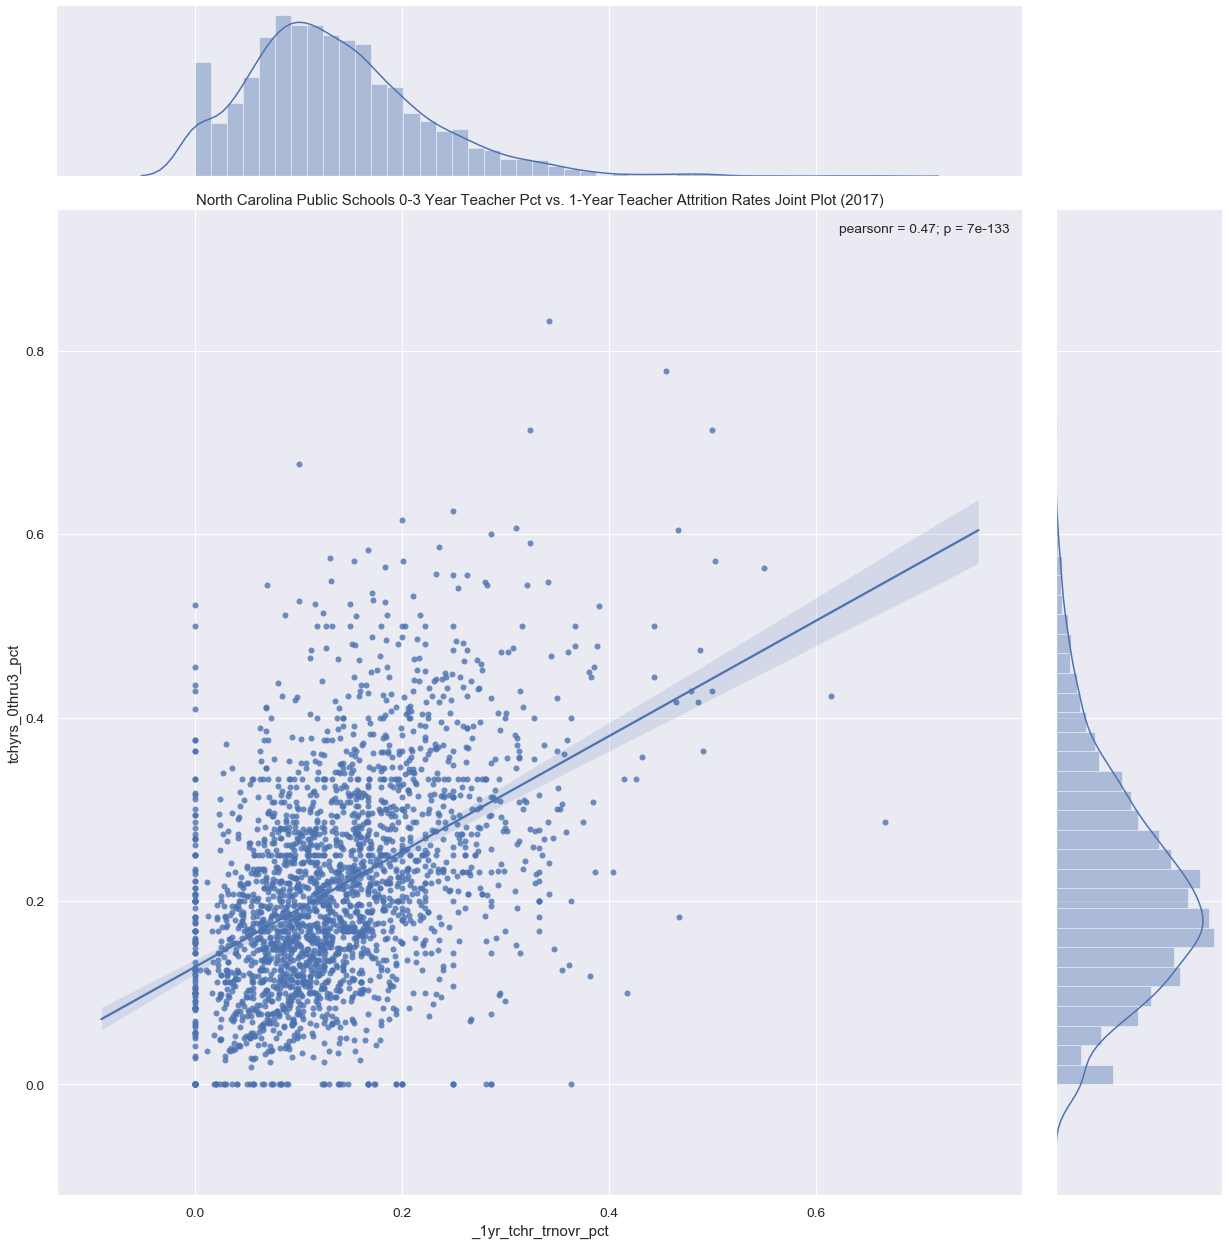 North Carolina Public Schools 0-3 Year Teacher Pct vs. 1-Year Teacher Attrition Rates Joint Plot (2017)
pearsonr = 0.47; p = 7e-133
0.8
0.6
0.4
0.2
0.0
tchyrs_0thru3_pct
0.0 0.2 0.4 0.6
_1yr_tchr_trnovr_pct